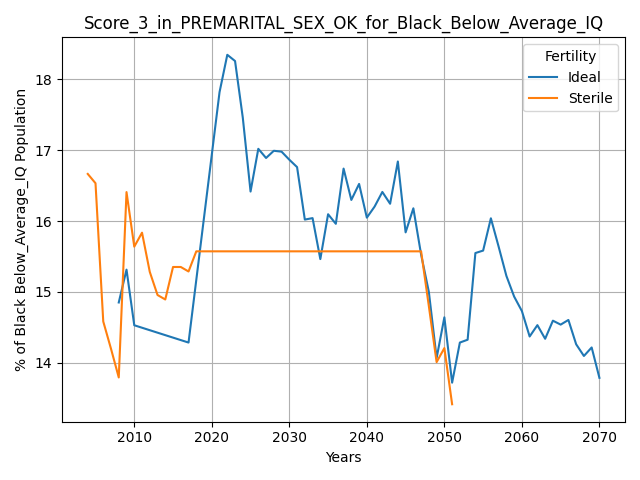 Score_3_in_PREMARITAL_SEX_OK_for_Black_Below_Average_IQ
Fertility
Ideal
Sterile
% of Black Below_Average_IQ Population
18
17
16
15
14
2010 2020 2030 2040 2050 2060 2070
Years